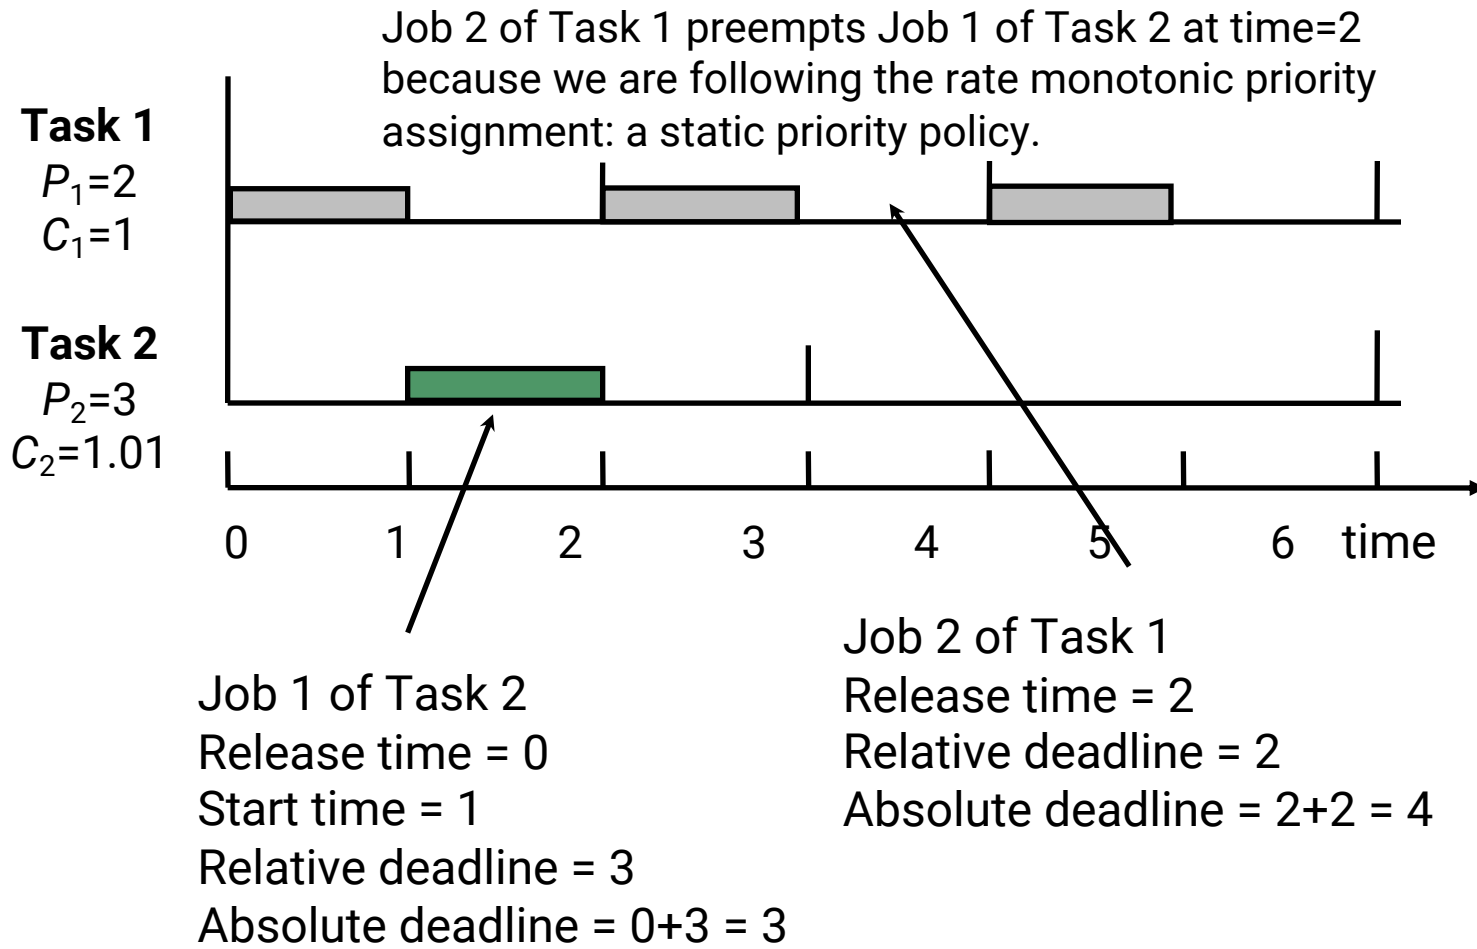 Job 2 of Task 1 preempts Job 1 of Task 2 at time=2
because we are following the rate monotonic priority
assignment: a static priority policy.
Task 1
P₁=2
C₁=1
Task 2
P₂=3
C₂=1.01
0 1 2 3 4 5 6 time
Job 1 of Task 2
Release time = 0
Start time = 1
Relative deadline = 3
Absolute deadline = 0+3 = 3
Job 2 of Task 1
Release time = 2
Relative deadline = 2
Absolute deadline = 2+2 = 4